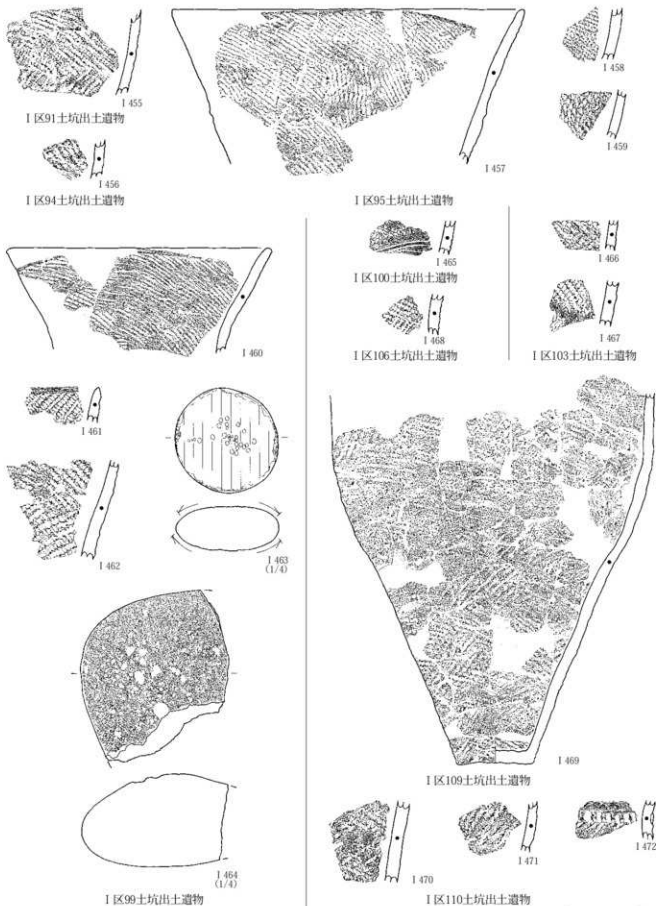 I 455
I 区91土坑出土遺物
I 456
I 区94土坑出土遺物
I 457
I 458
I 459
I 区95土坑出土遺物
I 460
I 461
I 462
I 463
(1/4)
I 464
(1/4)
I 区99土坑出土遺物
I 465
I 区100土坑出土遺物
I 468
I 区106土坑出土遺物
I 466
I 467
I 区103土坑出土遺物
I 469
I 区109土坑出土遺物
I 470
I 471
I 472
I 区110土坑出土遺物